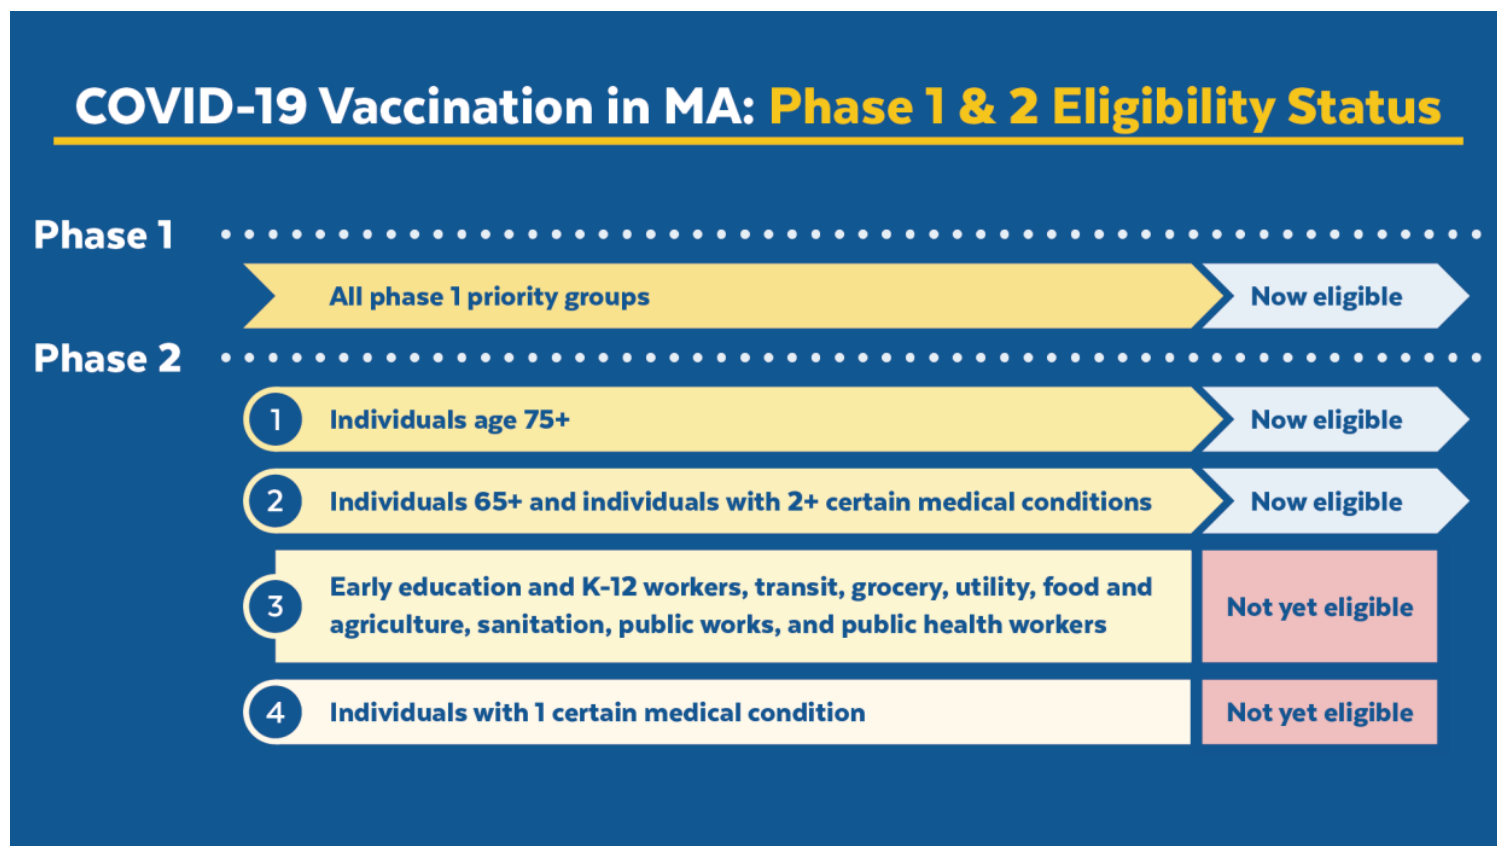 COVID-19 Vaccination in MA: Phase 1 & 2 Eligibility Status
Phase 1
All phase 1 priority groups
Now eligible
Phase 2
1
Individuals age 75+
Now eligible
2
Individuals 65+ and individuals with 2+ certain medical conditions
Now eligible
3
Early education and K-12 workers, transit, grocery, utility, food and
agriculture, sanitation, public works, and public health workers
Not yet eligible
4
Individuals with 1 certain medical condition
Not yet eligible